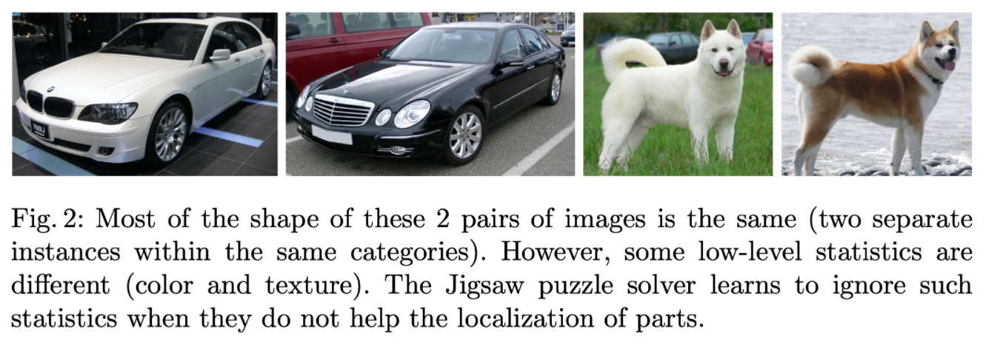 760Li
Fig. 2: Most of the shape of these 2 pairs of images is the same (two separate
instances within the same categories). However, some low-level statistics are
different (color and texture). The Jigsaw puzzle solver learns to ignore such
statistics when they do not help the localization of parts.